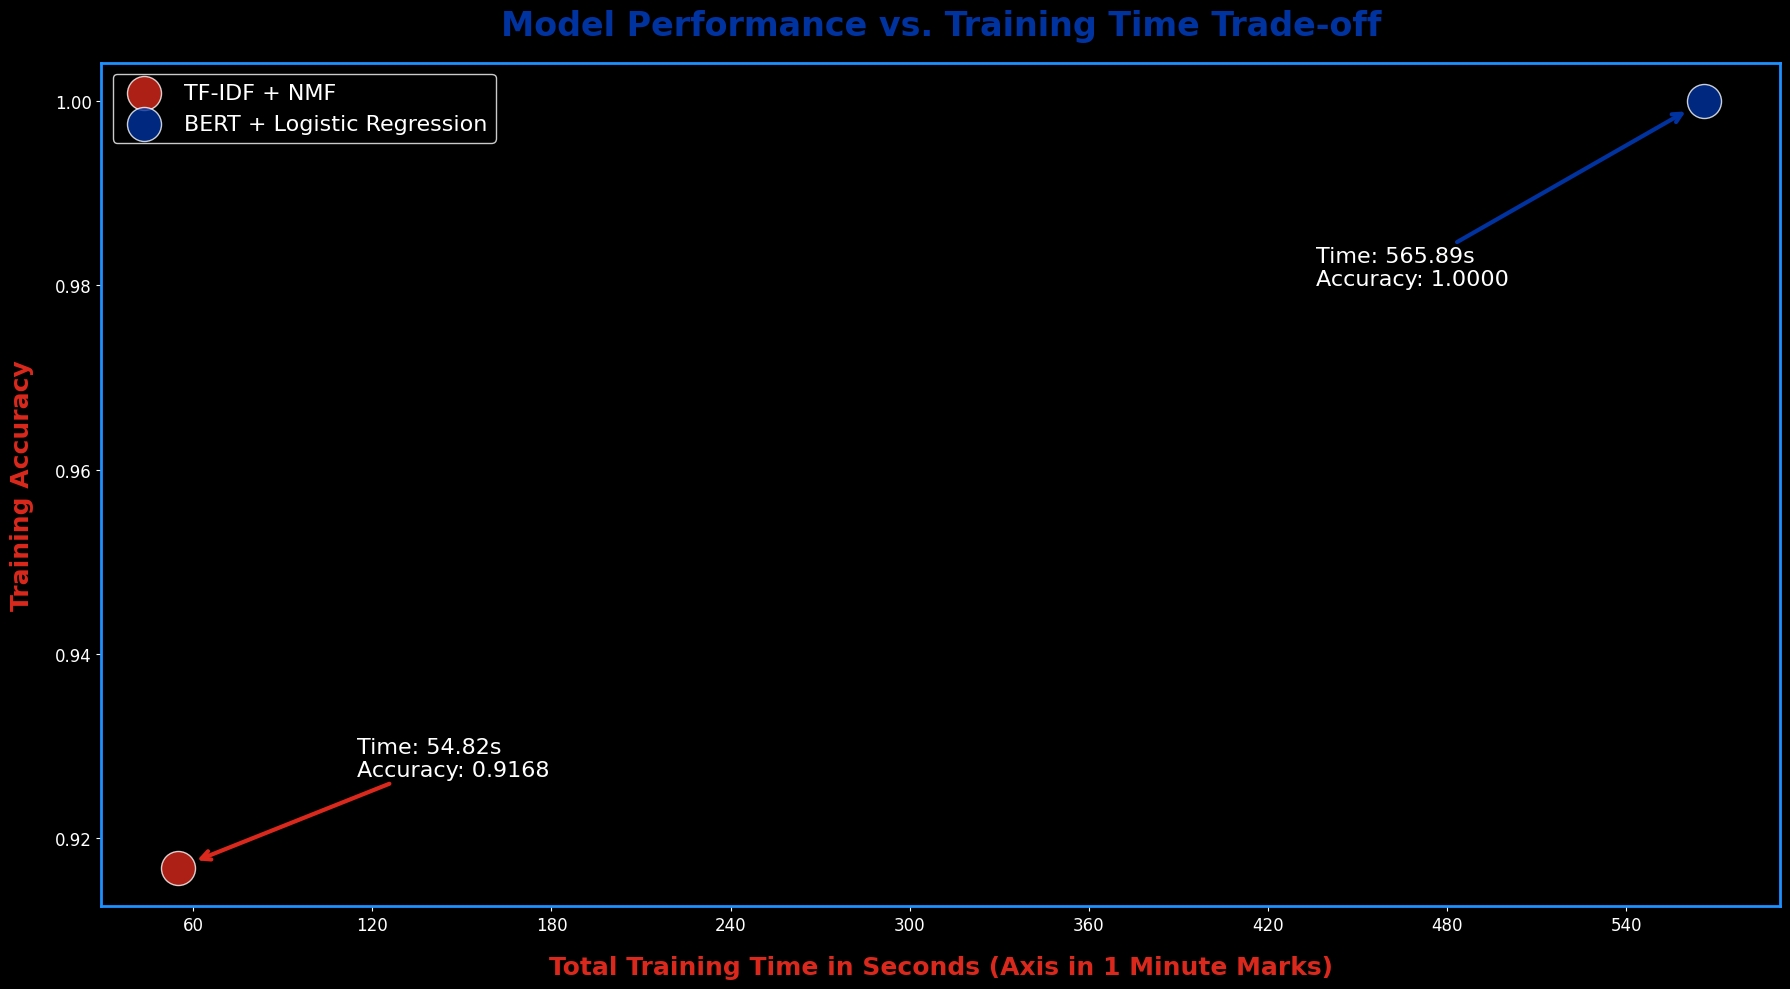 Model Performance vs. Training Time Trade-off
TF-IDF + NMF
BERT + Logistic Regression
Time: 565.89s
Accuracy: 1.0000
Time: 54.82s
Accuracy: 0.9168
Training Accuracy
1.00
0.98
0.96
0.94
0.92
60
120
180
240
300
360
420
480
540
Total Training Time in Seconds (Axis in 1 Minute Marks)